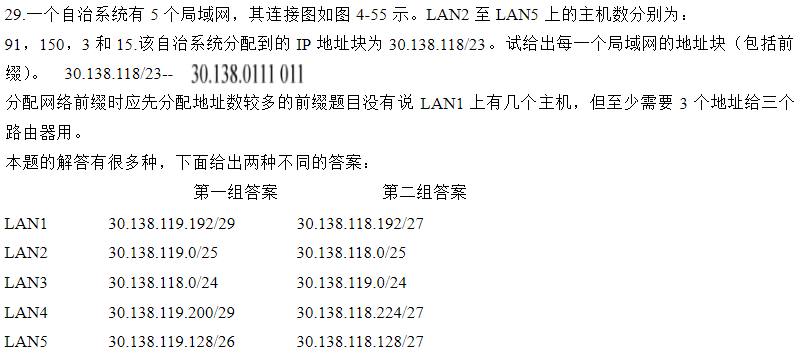 29.一个自治系统有 5 个局域网，其连接图如图 4-55 示。LAN2 至 LAN5 上的主机数分别为：
91，150，3 和 15.该自治系统分配到的 IP 地址块为 30.138.118/23。试给出每一个局域网的地址块（包括前
缀）。 30.138.118/23-- 30.138.0111 011
分配网络前缀时应先分配地址数较多的前缀题目没有说 LAN1 上有几个主机，但至少需要 3 个地址给三个
路由器用。
本题的解答有很多种，下面给出两种不同的答案：
第一组答案 第二组答案
LAN1 30.138.119.192/29 30.138.118.192/27
LAN2 30.138.119.0/25 30.138.118.0/25
LAN3 30.138.118.0/24 30.138.119.0/24
LAN4 30.138.119.200/29 30.138.118.224/27
LAN5 30.138.119.128/26 30.138.118.128/27